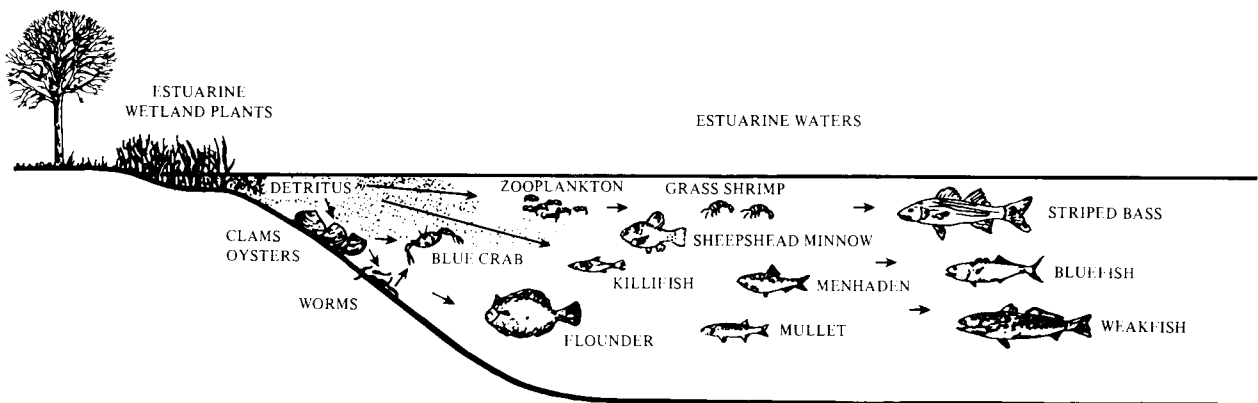 ESTUARINE
WETLAND PLANTS
ESTUARINE WATERS
DETRITUS
ZOOPLANKTON
GRASS SHRIMP
STRIPED BASS
CLAMS
OYSTERS
BLUE CRAB
SHEEPSHEAD MINNOW
KILLIFISH
MENHADEN
BLUEFISH
WORMS
FLOUNDER
MULLET
WEAKFISH